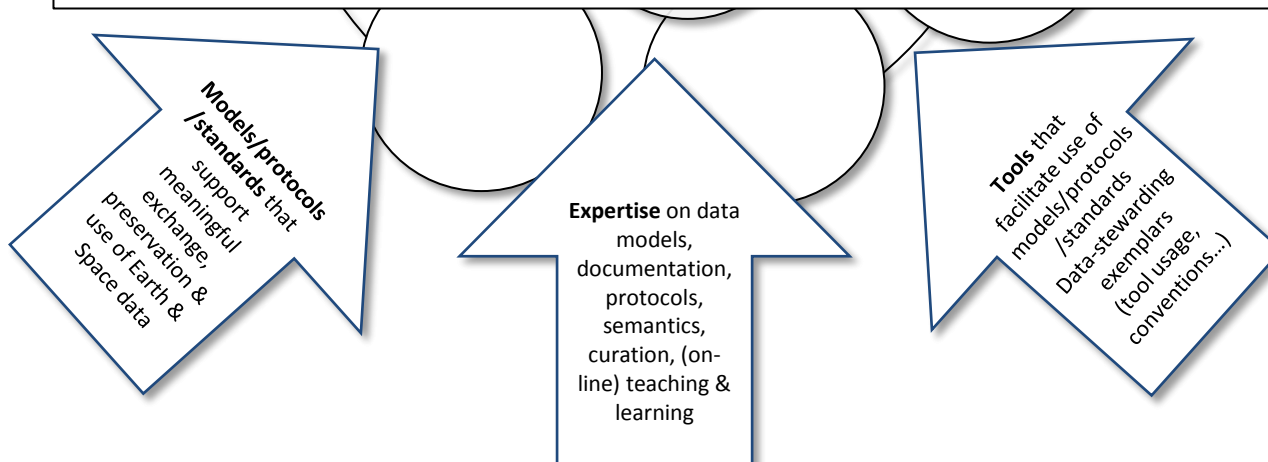 Models/protocols
/standards that
support
meaningful
exchange,
preservation &
use of Earth &
Space data
Expertise on data
models,
documentation,
protocols,
semantics,
curation, (on-
line) teaching &
learning
Tools that
facilitate use of
models/protocols
/standards
Data-stewarding
exemplars
(tool usage,
conventions...)